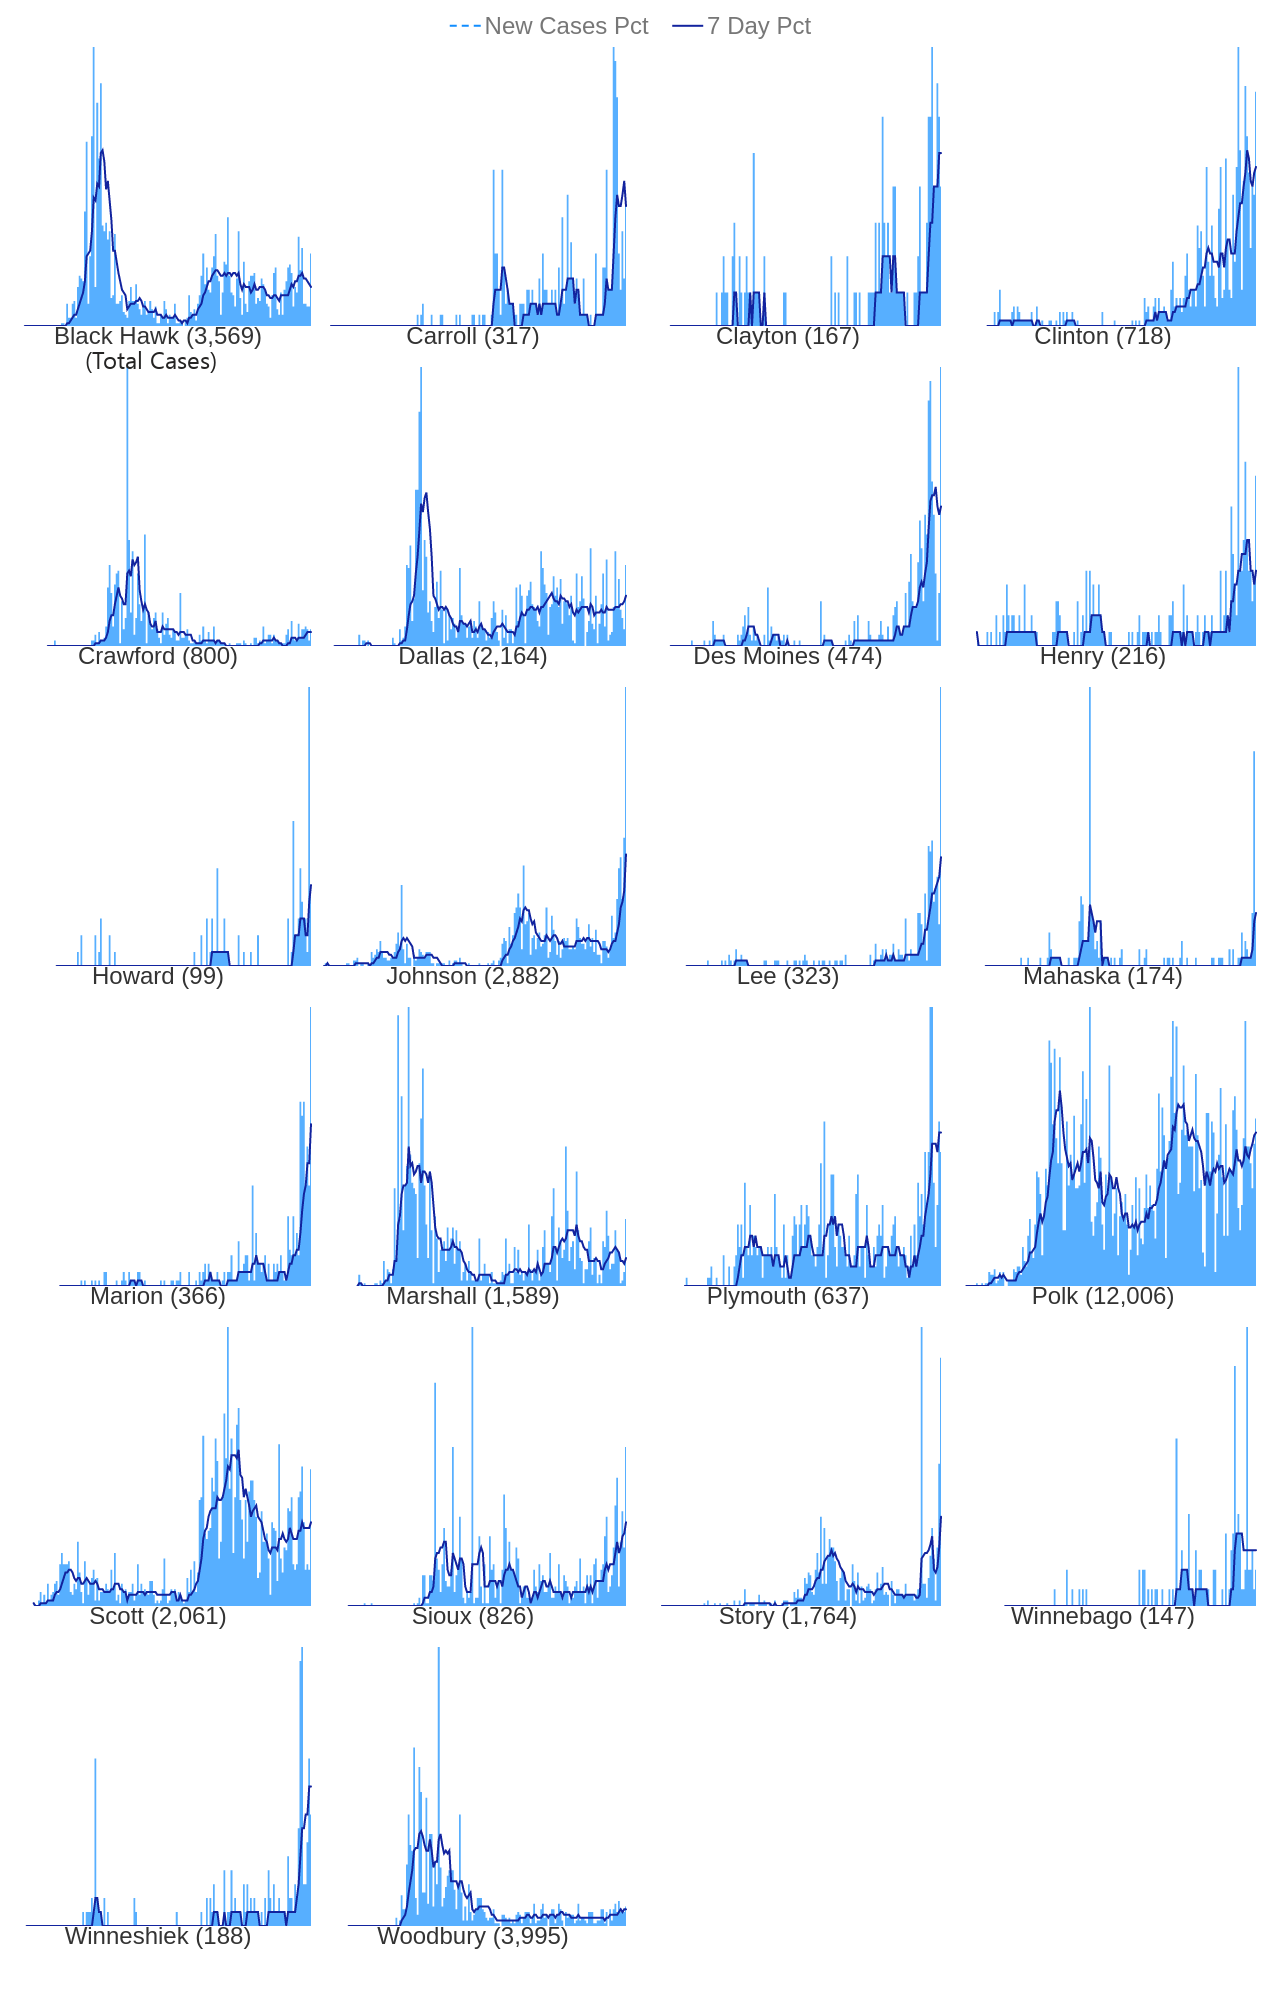 New Cases Pct 7 Day Pct
Black Hawk (3,569) Carroll (317) Clayton (167) Clinton (718)
(Total Cases)
Crawford (800) Dallas (2,164) Des Moines (474) Henry (216)
Howard (99) Johnson (2,882) Lee (323) Mahaska (174)
Marion (366) Marshall (1,589) Plymouth (637) Polk (12,006)
Scott (2,061) Sioux (826) Story (1,764) Winnebago (147)
Winneshiek (188) Woodbury (3,995)